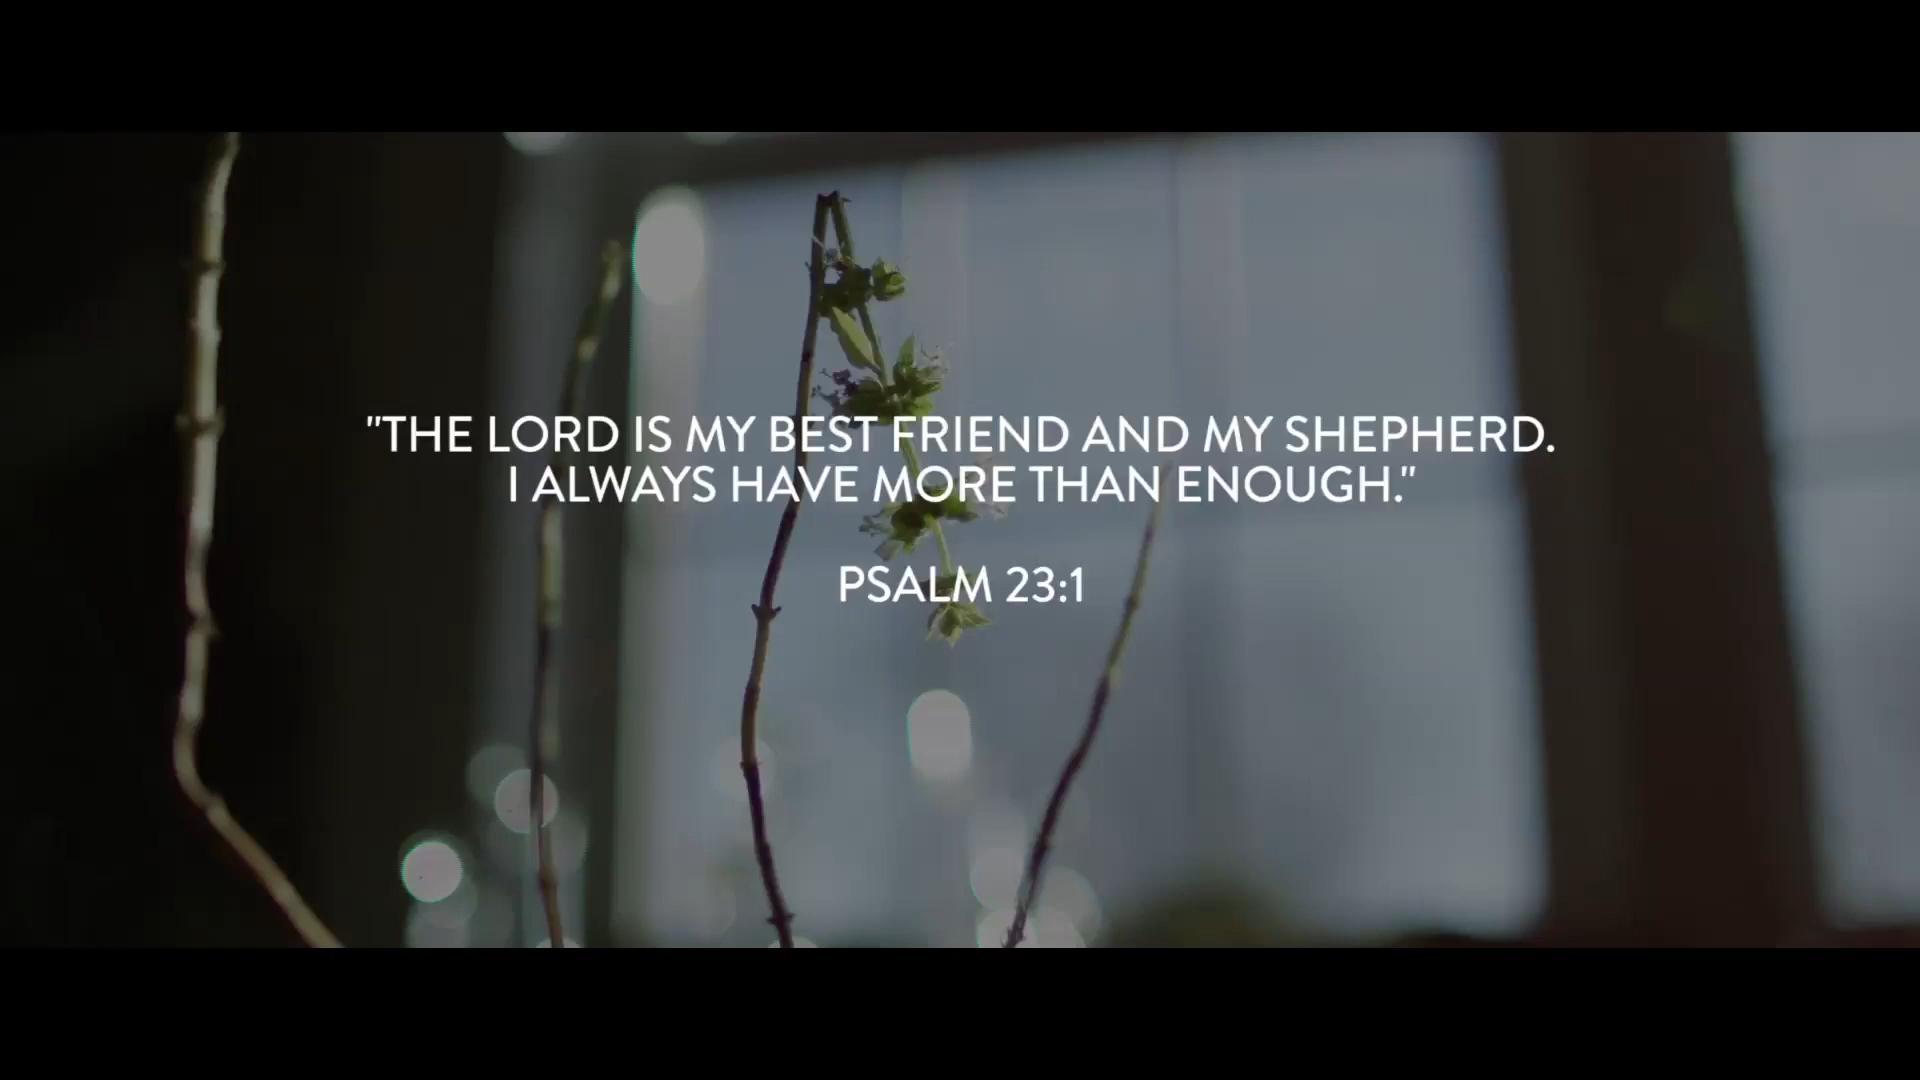 "THE LORD IS MY BEST FRIEND AND MY SHEPHERD.
I ALWAYS HAVE MORE THAN ENOUGH."
PSALM 23:1